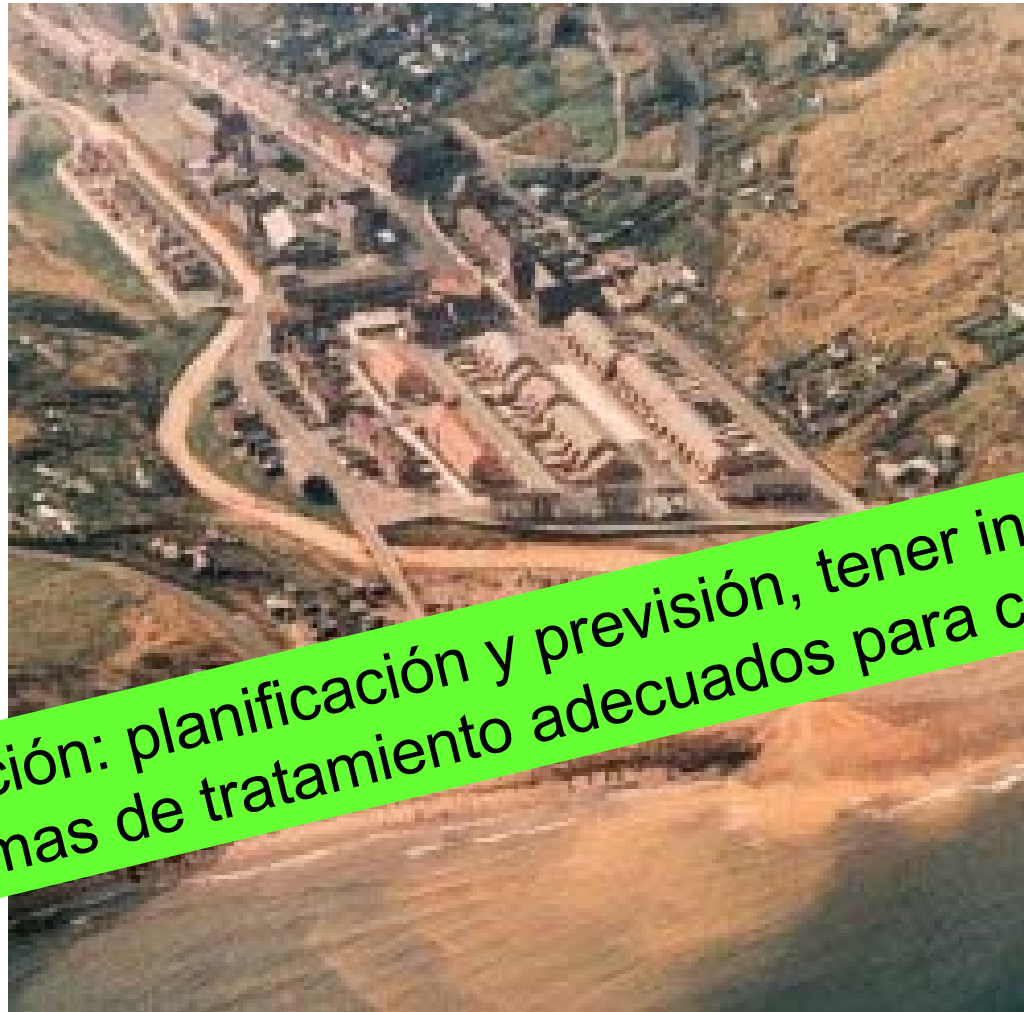 ción: planificación y previsión, tener in
mas de tratamiento adecuados para c